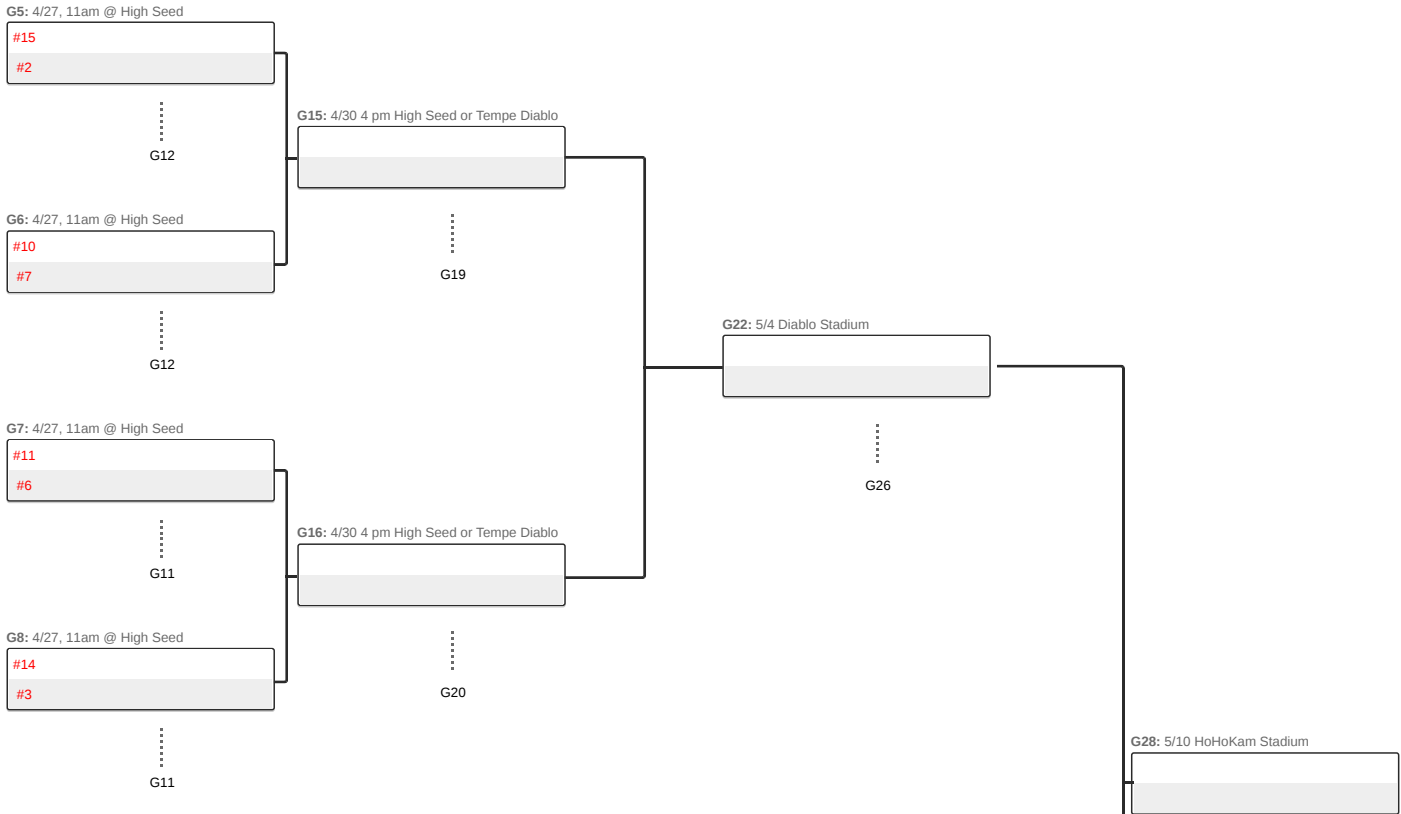 G5: 4/27, 11am @ High Seed
#15
#2
G12
G15: 4/30 4 pm High Seed or Tempe Diablo
G19
G6: 4/27, 11am @ High Seed
#10
#7
G12
G22: 5/4 Diablo Stadium
G26
G7: 4/27, 11am @ High Seed
#11
#6
G11
G16: 4/30 4 pm High Seed or Tempe Diablo
G20
G8: 4/27, 11am @ High Seed
#14
#3
G11
G28: 5/10 HoHoKam Stadium